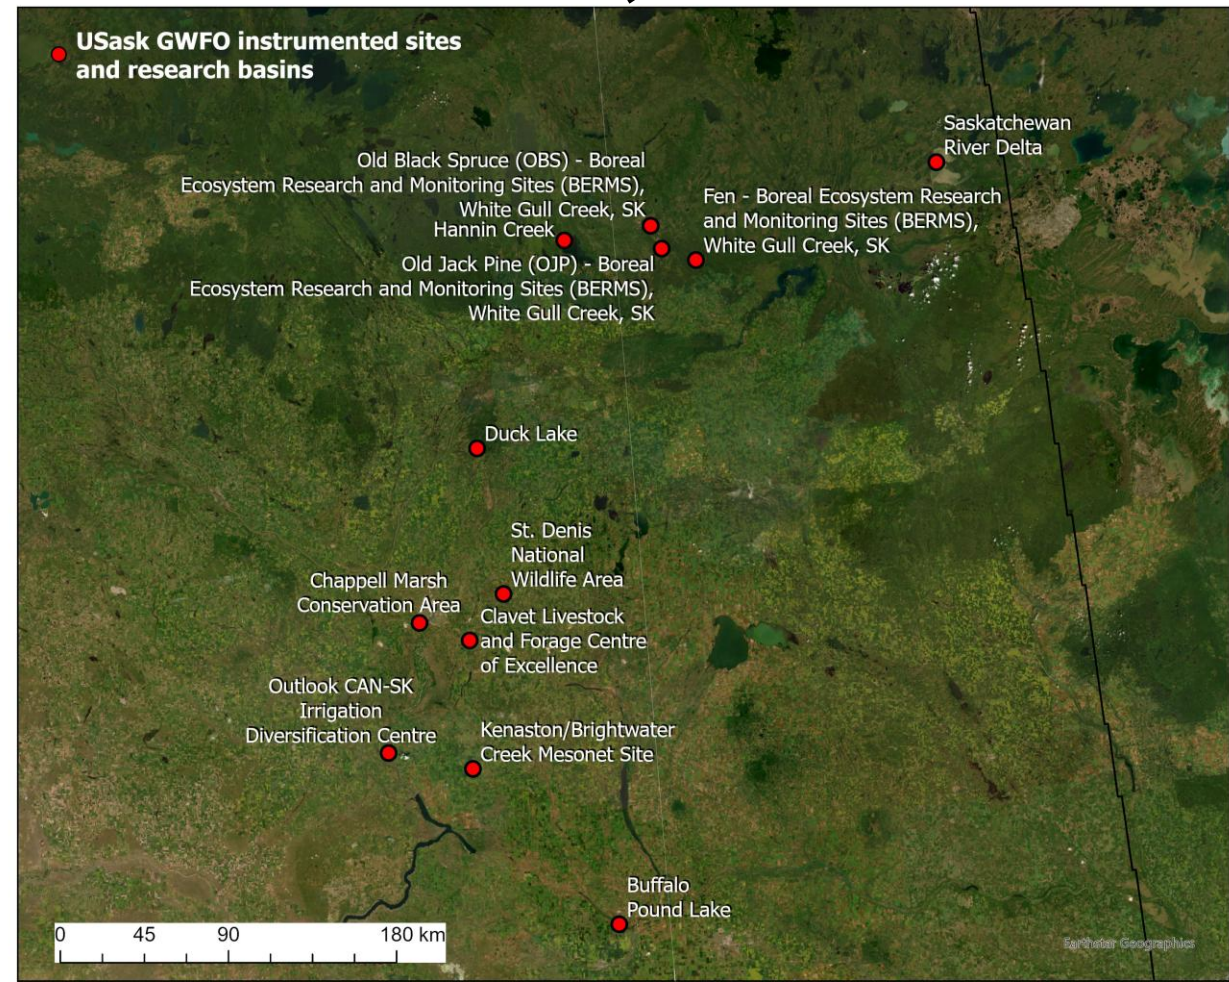 USask GWFO instrumented sites
and research basins
Saskatchewan
River Delta
Old Black Spruce (OBS) - Boreal
Ecosystem Research and Monitoring Sites (BERMS),
White Gull Creek, SK
Fen - Boreal Ecosystem Research
and Monitoring Sites (BERMS),
White Gull Creek, SK
Hannin Creek
Old Jack Pine (OJP) - Boreal
Ecosystem Research and Monitoring Sites (BERMS),
White Gull Creek, SK
Duck Lake
St. Denis
National
Wildlife Area
Chappell Marsh
Conservation Area
Clavet Livestock
and Forage Centre
of Excellence
Outlook CAN-SK
Irrigation
Diversification Centre
Kenaston/Brightwater
Creek Mesonet Site
Buffalo
Pound Lake
0 45 90 180 km
Earthstar Geographics